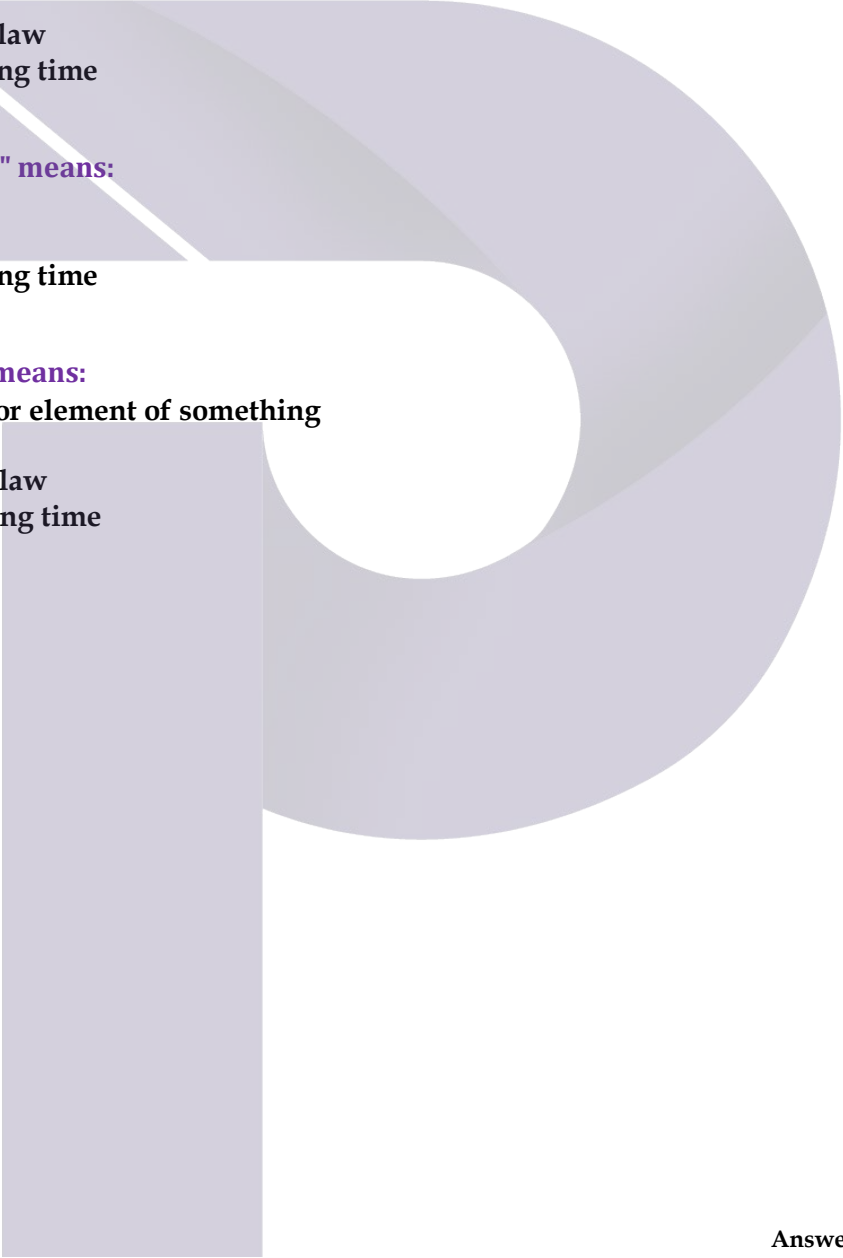 law
ng time
" means:
ng time
means:
or element of something
law
ng time
Answe